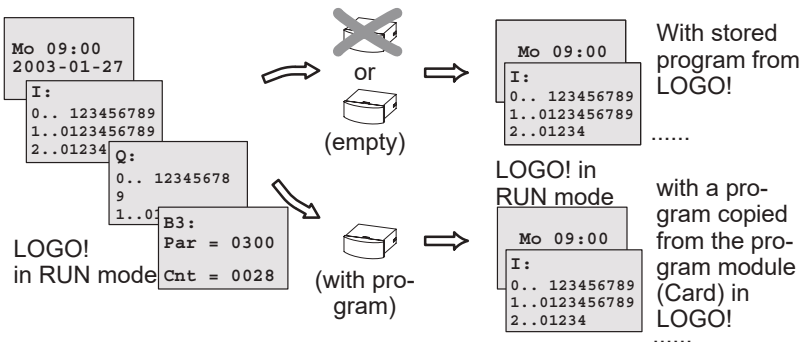 Mo 09:00
2003-01-27
I:
0.. 123456789
1..0123456789
2..01234
Q:
0.. 12345678
9
1..01
B3:
Par = 0300
Cnt = 0028
LOGO!
in RUN mode
or
(empty)
(with pro-
gram)
Mo 09:00
I:
0.. 123456789
1..0123456789
2..01234
With stored
program from
LOGO!
......
LOGO! in
RUN mode
Mo 09:00
I:
0.. 123456789
1..0123456789
2..01234
with a pro-
gram copied
from the pro-
gram module
(Card) in
LOGO!
......